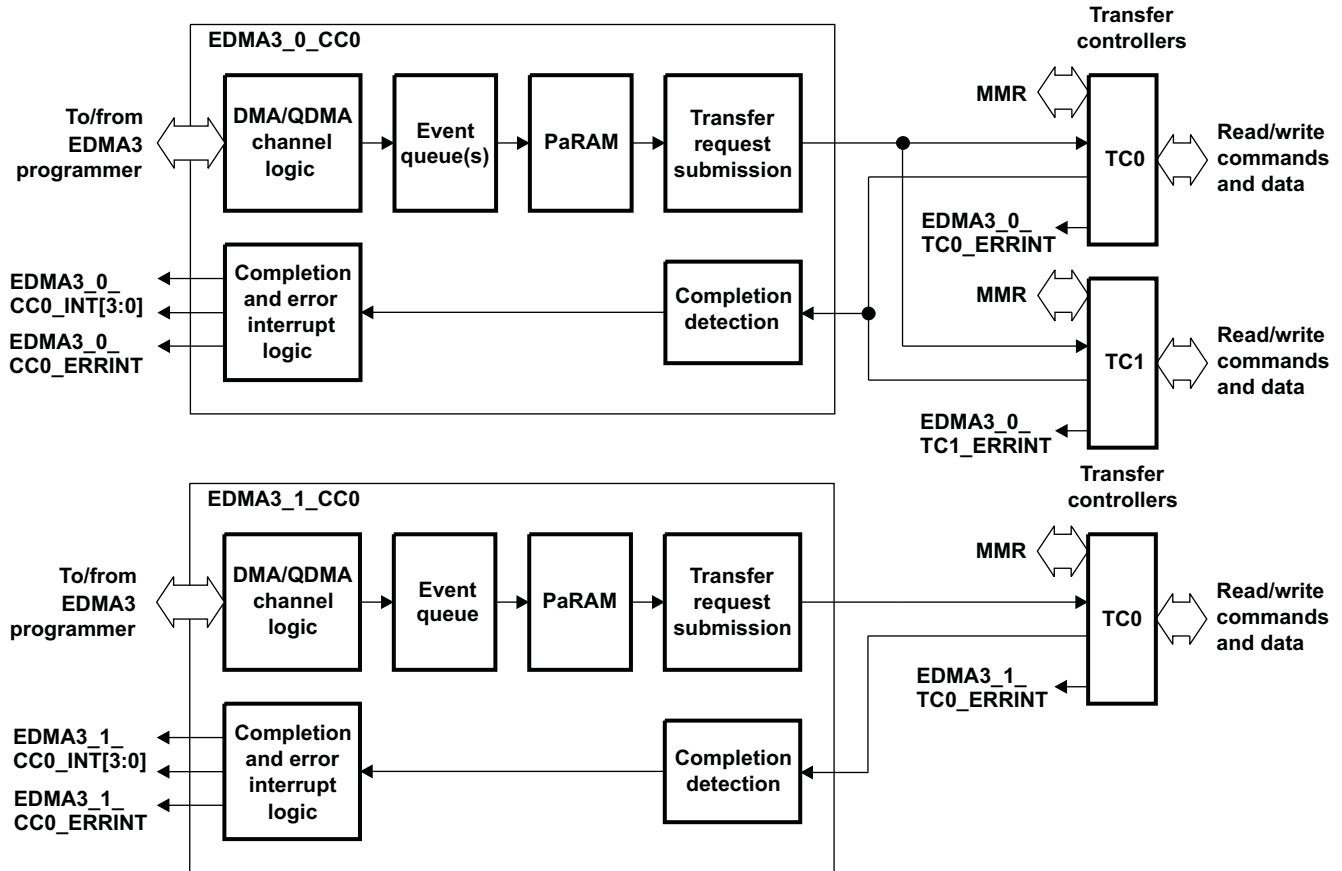 EDMA3_0_CC0
Transfer
controllers
To/from
EDMA3
programmer
DMA/QDMA
channel
logic
Event
queue(s)
PaRAM
Transfer
request
submission
MMR
TC0
Read/write
commands
and data
EDMA3_0_
TC0_ERRINT
EDMA3_0_
CC0_INT[3:0]
EDMA3_0_
CC0_ERRINT
Completion
and error
interrupt
logic
Completion
detection
MMR
TC1
Read/write
commands
and data
EDMA3_0_
TC1_ERRINT
EDMA3_1_CC0
Transfer
controllers
To/from
EDMA3
programmer
DMA/QDMA
channel
logic
Event
queue
PaRAM
Transfer
request
submission
MMR
TC0
Read/write
commands
and data
EDMA3_1_
TC0_ERRINT
EDMA3_1_
CC0_INT[3:0]
EDMA3_1_
CC0_ERRINT
Completion
and error
interrupt
logic
Completion
detection